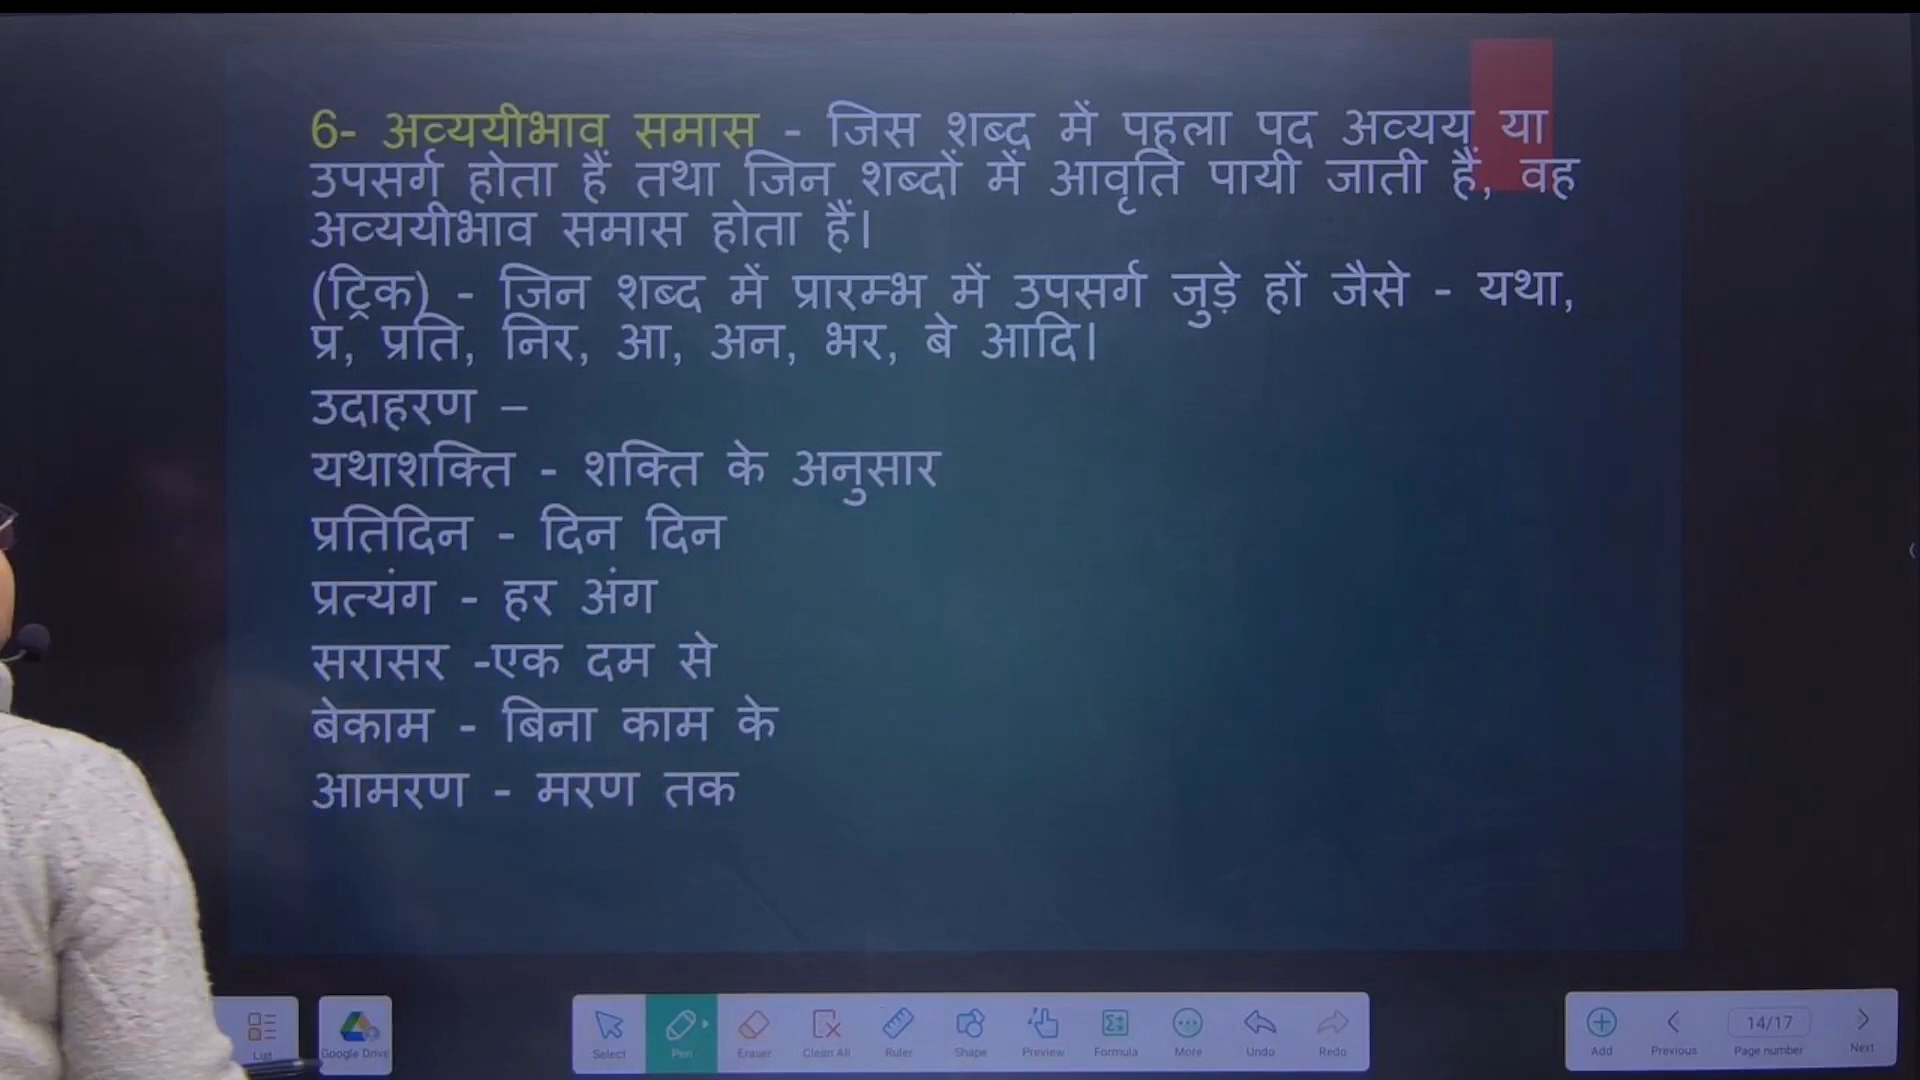 6- अव्ययीभाव समास - जिस शब्द में पहला पद अव्यय या
उपसर्ग होता हैं तथा जिन शब्दों में आवृति पायी जाती हैं, वह
अव्ययीभाव समास होता हैं।
(ट्रिक) - जिन शब्द में प्रारम्भ में उपसर्ग जुड़े हों जैसे - यथा,
प्र, प्रति, निर, आ, अन, भर, बे आदि।
उदाहरण –
यथाशक्ति - शक्ति के अनुसार
प्रतिदिन - दिन दिन
प्रत्यंग - हर अंग
सरासर -एक दम से
बेकाम - बिना काम के
आमरण - मरण तक
List Google Drive Select Pen Eraser Clean All Ruler Shape Preview Formula More Undo Redo Add Previous Page number Next
14/17